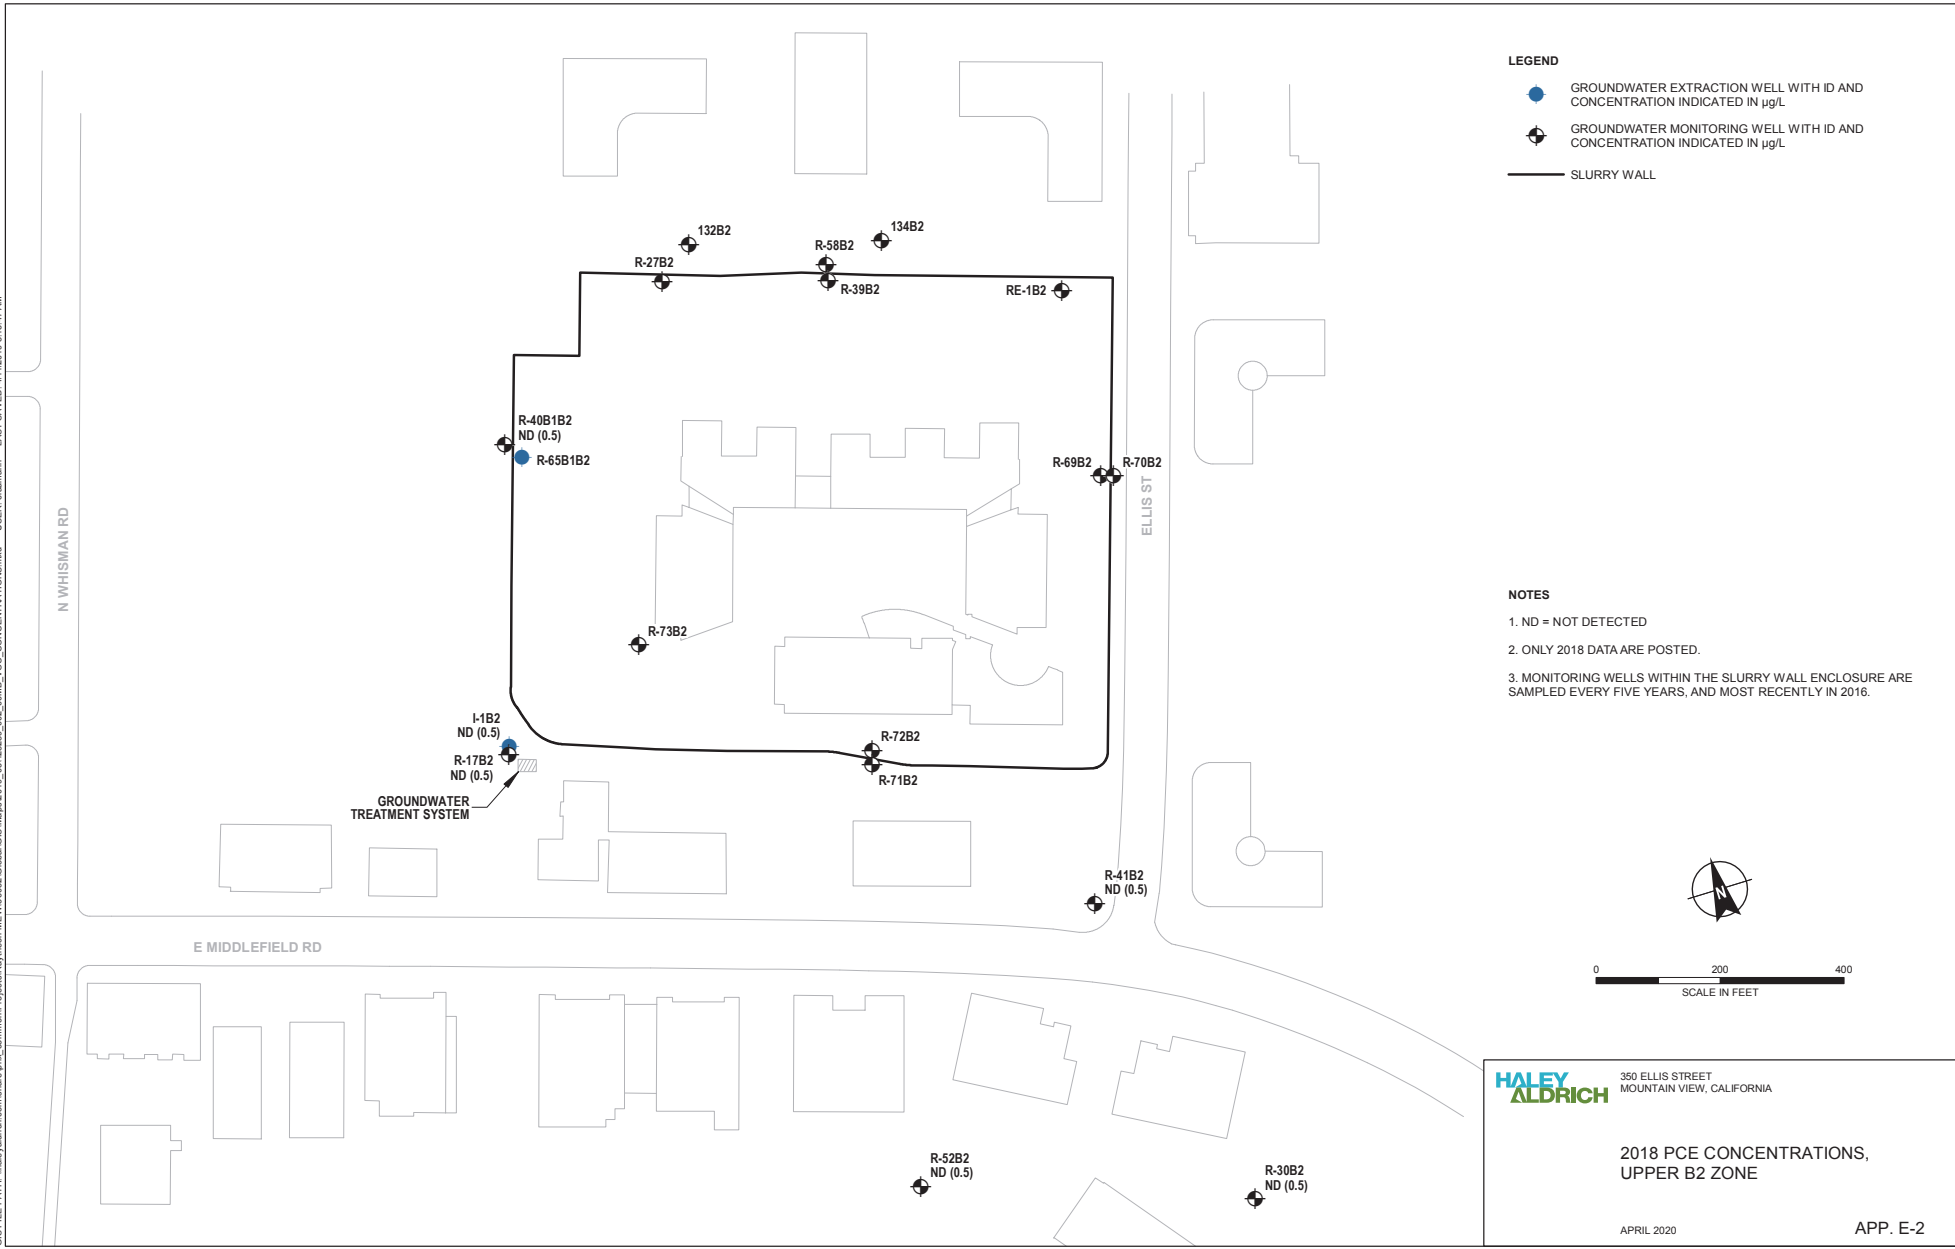 LEGEND
GROUNDWATER EXTRACTION WELL WITH ID AND
CONCENTRATION INDICATED IN µg/L
GROUNDWATER MONITORING WELL WITH ID AND
CONCENTRATION INDICATED IN µg/L
SLURRY WALL
132B2
134B2
R-58B2
R-27B2
R-39B2
RE-1B2
R-40B1B2
ND (0.5)
R-65B1B2
R-69B2
R-70B2
ELLIS ST
N WHISMAN RD
R-73B2
I-1B2
ND (0.5)
R-17B2
ND (0.5)
R-72B2
R-71B2
GROUNDWATER
TREATMENT SYSTEM
R-41B2
ND (0.5)
E MIDDLEFIELD RD
R-52B2
ND (0.5)
R-30B2
ND (0.5)
NOTES
1. ND = NOT DETECTED
2. ONLY 2018 DATA ARE POSTED.
3. MONITORING WELLS WITHIN THE SLURRY WALL ENCLOSURE ARE
SAMPLED EVERY FIVE YEARS, AND MOST RECENTLY IN 2016.
N
0 200 400
SCALE IN FEET
HALEY
ALDRICH
350 ELLIS STREET
MOUNTAIN VIEW, CALIFORNIA
2018 PCE CONCENTRATIONS,
UPPER B2 ZONE
APRIL 2020
APP. E-2